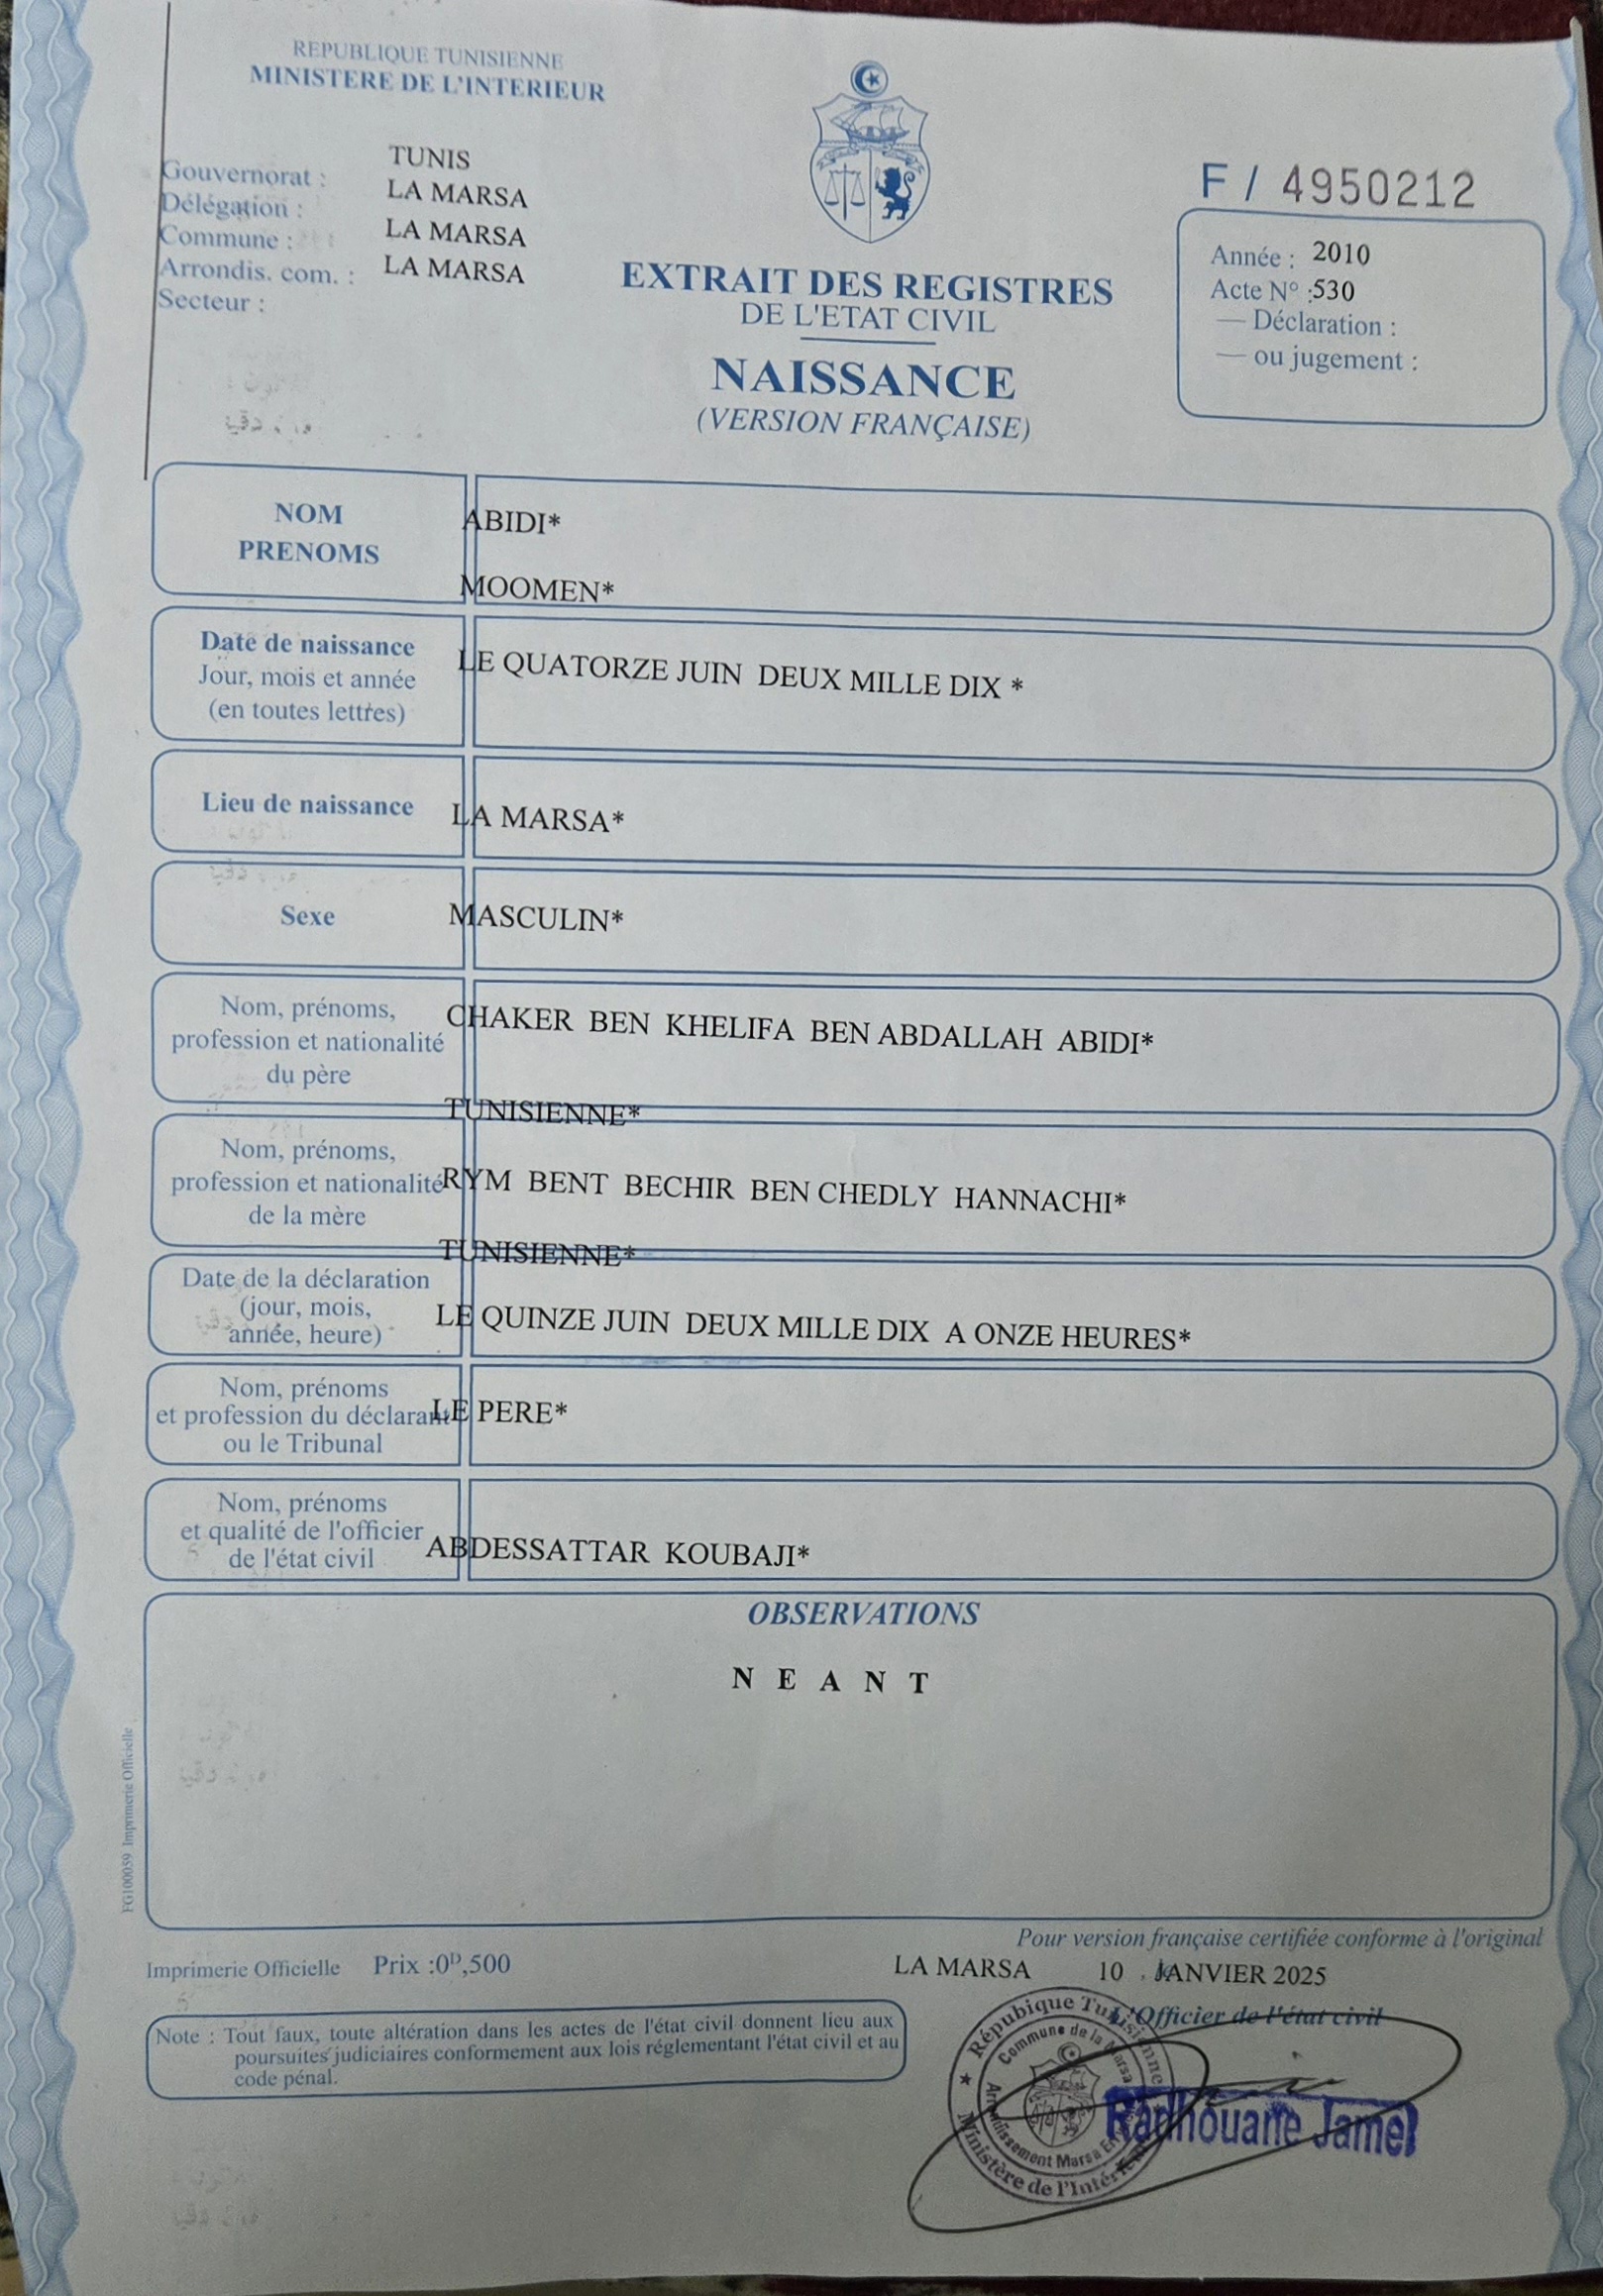 REPUBLIQUE TUNISIENNE
MINISTERE DE L'INTERIEUR
Gouvernorat : TUNIS
Délégation : LA MARSA
Commune : LA MARSA
Arrondis. com. : LA MARSA
Secteur :
EXTRAIT DES REGISTRES
DE L'ETAT CIVIL
NAISSANCE
(VERSION FRANÇAISE)
F / 4950212
Année : 2010
Acte N° :530
— Déclaration :
— ou jugement :
NOM
PRENOMS
ABIDI*
MOOMEN*
Date de naissance
Jour, mois et année
(en toutes lettres)
LE QUATORZE JUIN DEUX MILLE DIX *
Lieu de naissance
LA MARSA*
Sexe
MASCULIN*
Nom, prénoms,
profession et nationalité
du père
CHAKER BEN KHELIFA BEN ABDALLAH ABIDI*
TUNISIENNE*
Nom, prénoms,
profession et nationalité
de la mère
RYM BENT BECHIR BEN CHEDLY HANNACHI*
TUNISIENNE*
Date de la déclaration
(jour, mois,
année, heure)
LE QUINZE JUIN DEUX MILLE DIX A ONZE HEURES*
Nom, prénoms
et profession du déclarant
ou le Tribunal
LE PERE*
Nom, prénoms
et qualité de l'officier
de l'état civil
ABDESSATTAR KOUBAJI*
OBSERVATIONS
N E A N T
FG100059 Imprimerie Officielle
Imprimerie Officielle Prix :0ᴰ,500
Pour version française certifiée conforme à l'original
LA MARSA 10 JANVIER 2025
L'Officier de l'état civil
Note : Tout faux, toute altération dans les actes de l'état civil donnent lieu aux
poursuites judiciaires conformement aux lois réglementant l'état civil et au
code pénal.
Répubique Tunisienne
Commune de la Marsa
Arrondissement Marsa
Ministère de l'Intérieur
Radhouane Jamel